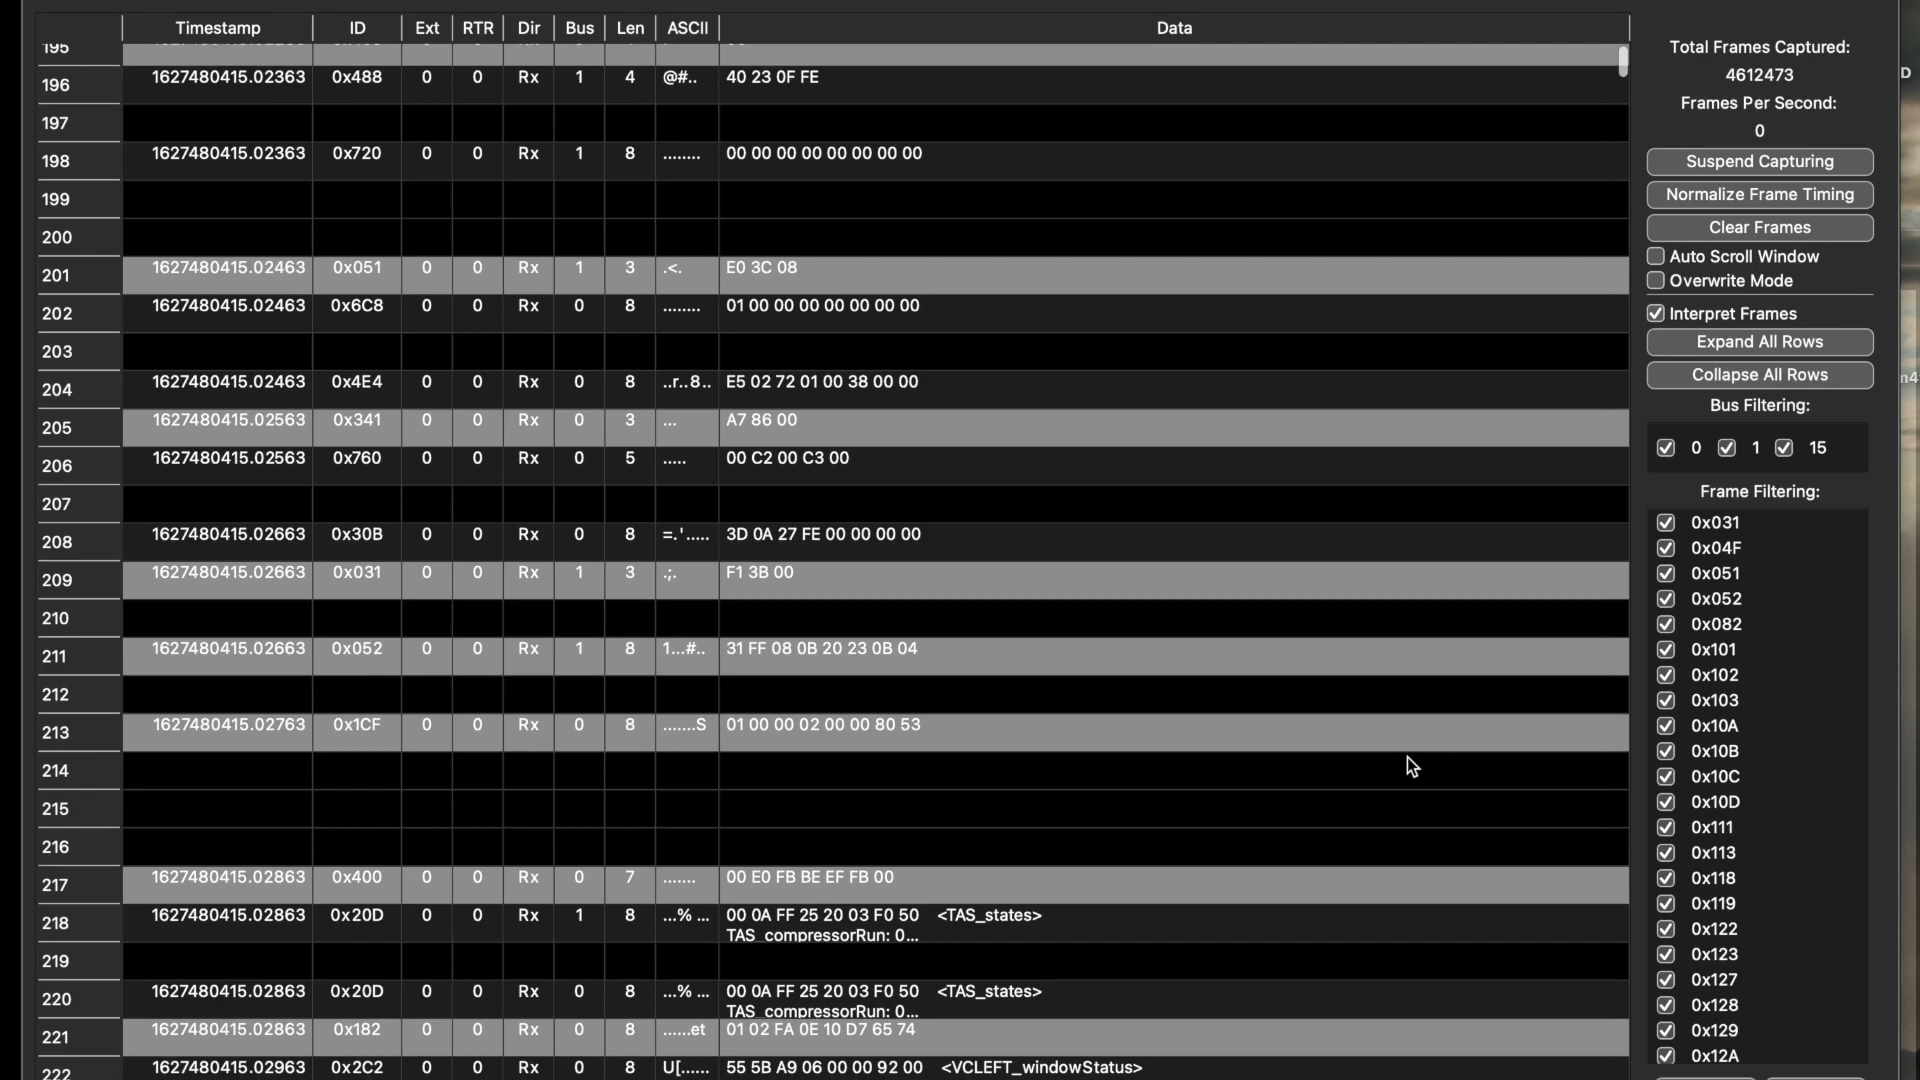 Timestamp ID Ext RTR Dir Bus Len ASCII Data
195
196 1627480415.02363 0x488 0 0 Rx 1 4 @#.. 40 23 0F FE
197
198 1627480415.02363 0x720 0 0 Rx 1 8 ........ 00 00 00 00 00 00 00 00
199
200
201 1627480415.02463 0x051 0 0 Rx 1 3 .<. E0 3C 08
202 1627480415.02463 0x6C8 0 0 Rx 0 8 ........ 01 00 00 00 00 00 00 00
203
204 1627480415.02463 0x4E4 0 0 Rx 0 8 ..r..8.. E5 02 72 01 00 38 00 00
205 1627480415.02563 0x341 0 0 Rx 0 3 ... A7 86 00
206 1627480415.02563 0x760 0 0 Rx 0 5 ..... 00 C2 00 C3 00
207
208 1627480415.02663 0x30B 0 0 Rx 0 8 =.'..... 3D 0A 27 FE 00 00 00 00
209 1627480415.02663 0x031 0 0 Rx 1 3 .;. F1 3B 00
210
211 1627480415.02663 0x052 0 0 Rx 1 8 1...#.. 31 FF 08 0B 20 23 0B 04
212
213 1627480415.02763 0x1CF 0 0 Rx 0 8 .......S 01 00 00 02 00 00 80 53
214
215
216
217 1627480415.02863 0x400 0 0 Rx 0 7 ....... 00 E0 FB BE EF FB 00
218 1627480415.02863 0x20D 0 0 Rx 1 8 ...% ... 00 0A FF 25 20 03 F0 50 <TAS_states>
TAS_compressorRun: 0...
219
220 1627480415.02863 0x20D 0 0 Rx 0 8 ...% ... 00 0A FF 25 20 03 F0 50 <TAS_states>
TAS_compressorRun: 0...
221 1627480415.02863 0x182 0 0 Rx 0 8 ......et 01 02 FA 0E 10 D7 65 74
222 1627480415.02963 0x2C2 0 0 Rx 0 8 U[...... 55 5B A9 06 00 00 92 00 <VCLEFT_windowStatus>
Total Frames Captured:
4612473
Frames Per Second:
0
Suspend Capturing
Normalize Frame Timing
Clear Frames
Auto Scroll Window
Overwrite Mode
Interpret Frames
Expand All Rows
Collapse All Rows
Bus Filtering:
0 1 15
Frame Filtering:
0x031
0x04F
0x051
0x052
0x082
0x101
0x102
0x103
0x10A
0x10B
0x10C
0x10D
0x111
0x113
0x118
0x119
0x122
0x123
0x127
0x128
0x129
0x12A
D
n4